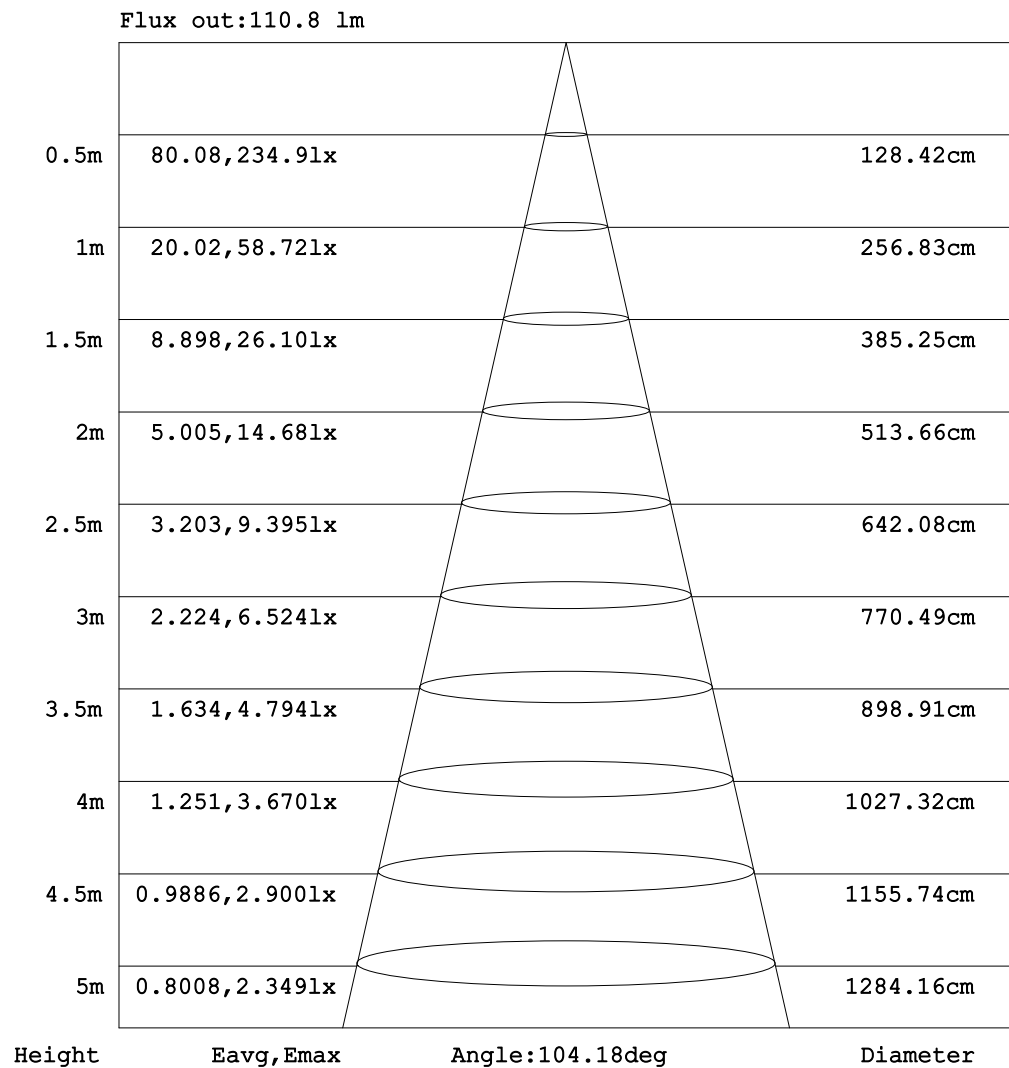 Flux out:110.8 lm
0.5m 80.08,234.9lx 128.42cm
1m 20.02,58.72lx 256.83cm
1.5m 8.898,26.10lx 385.25cm
2m 5.005,14.68lx 513.66cm
2.5m 3.203,9.395lx 642.08cm
3m 2.224,6.524lx 770.49cm
3.5m 1.634,4.794lx 898.91cm
4m 1.251,3.670lx 1027.32cm
4.5m 0.9886,2.900lx 1155.74cm
5m 0.8008,2.349lx 1284.16cm
Height Eavg,Emax Angle:104.18deg Diameter